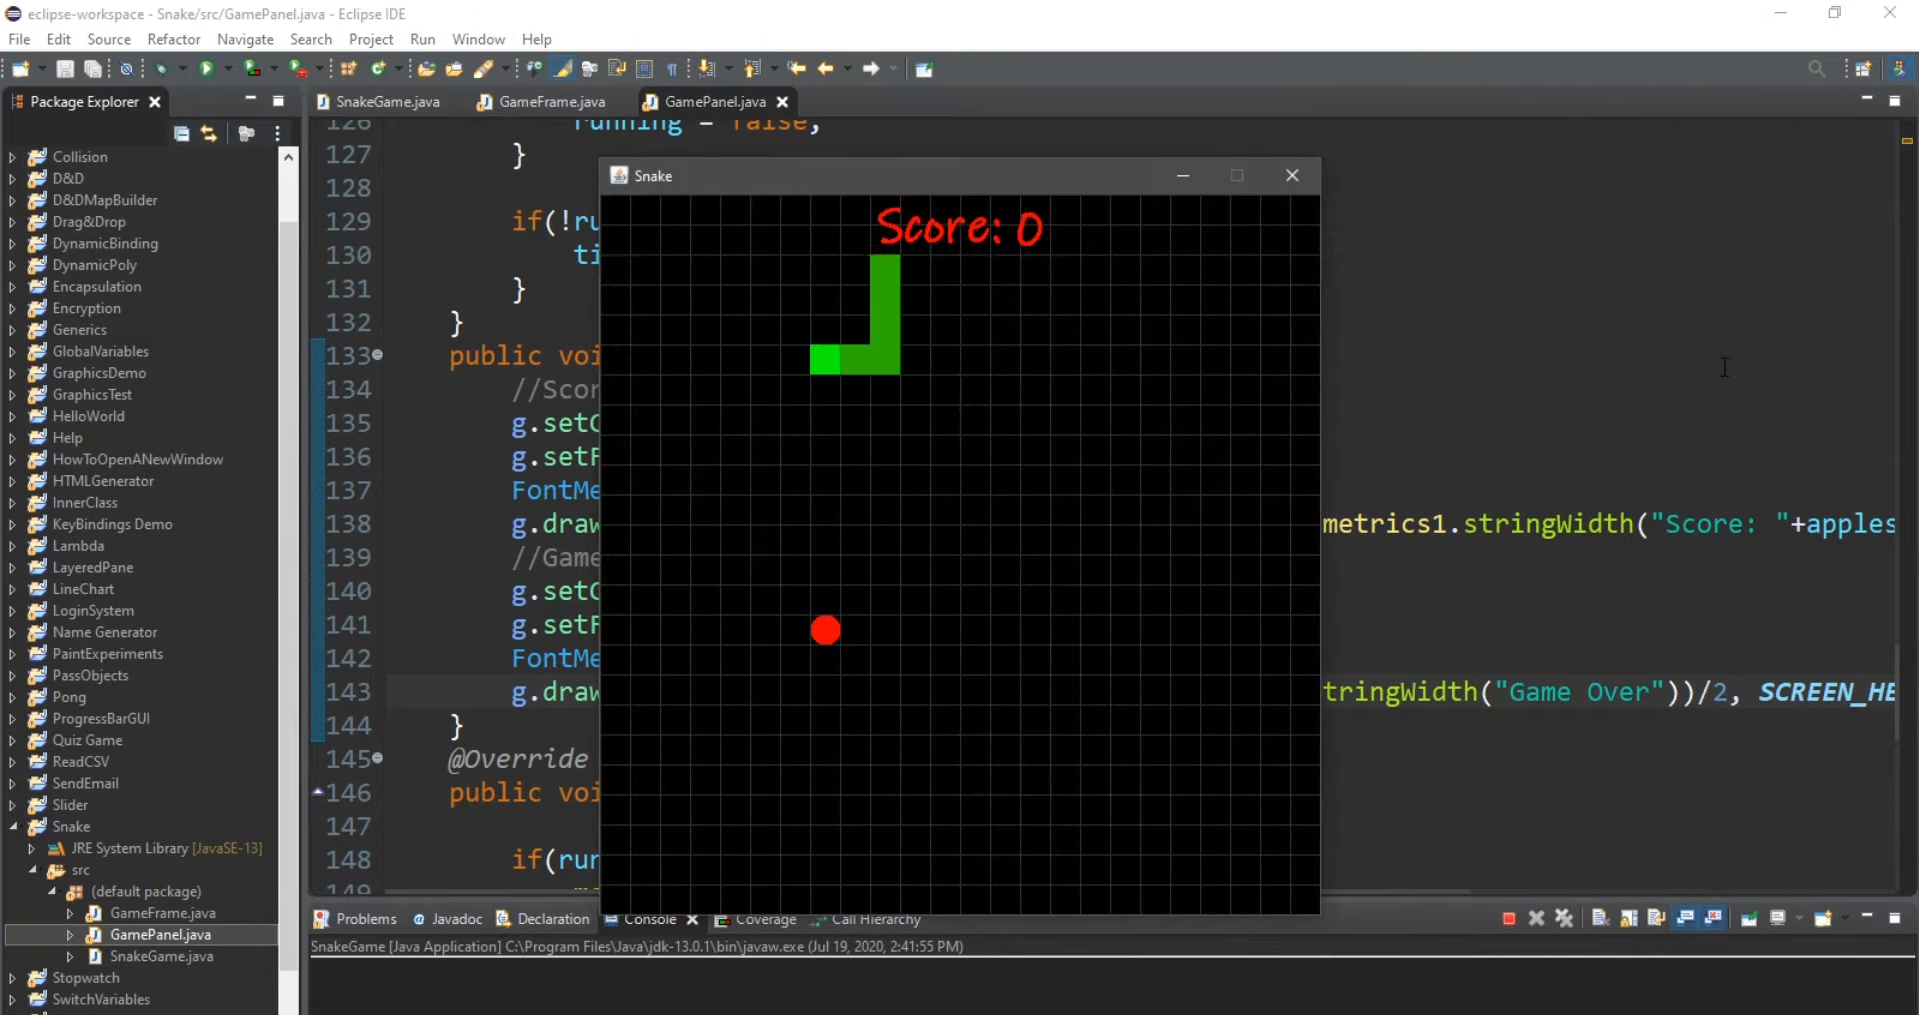 eclipse-workspace - Snake/src/GamePanel.java - Eclipse IDE
File Edit Source Refactor Navigate Search Project Run Window Help
Package Explorer
SnakeGame.java GameFrame.java GamePanel.java
Collision
D&D
D&DMapBuilder
Drag&Drop
DynamicBinding
DynamicPoly
Encapsulation
Encryption
Generics
GlobalVariables
GraphicsDemo
GraphicsTest
HelloWorld
Help
HowToOpenANewWindow
HTMLGenerator
InnerClass
KeyBindings Demo
Lambda
LayeredPane
LineChart
LoginSystem
Name Generator
PaintExperiments
PassObjects
Pong
ProgressBarGUI
Quiz Game
ReadCSV
SendEmail
Slider
Snake
JRE System Library [JavaSE-13]
src
(default package)
GameFrame.java
GamePanel.java
SnakeGame.java
Stopwatch
SwitchVariables
126 running = false;
127 }
128
129 if(!ru
130 ti
131 }
132 }
133 public voi
134 //Scor
135 g.setC
136 g.setF
137 FontMe
138 g.draw metrics1.stringWidth("Score: "+apples
139 //Game
140 g.setC
141 g.setF
142 FontMe
143 g.draw tringWidth("Game Over"))/2, SCREEN_HE
144 }
145 @Override
146 public voi
147
148 if(run
149
Snake
Score: 0
Problems Javadoc Declaration Console Coverage Call Hierarchy
SnakeGame [Java Application] C:\Program Files\Java\jdk-13.0.1\bin\javaw.exe (Jul 19, 2020, 2:41:55 PM)